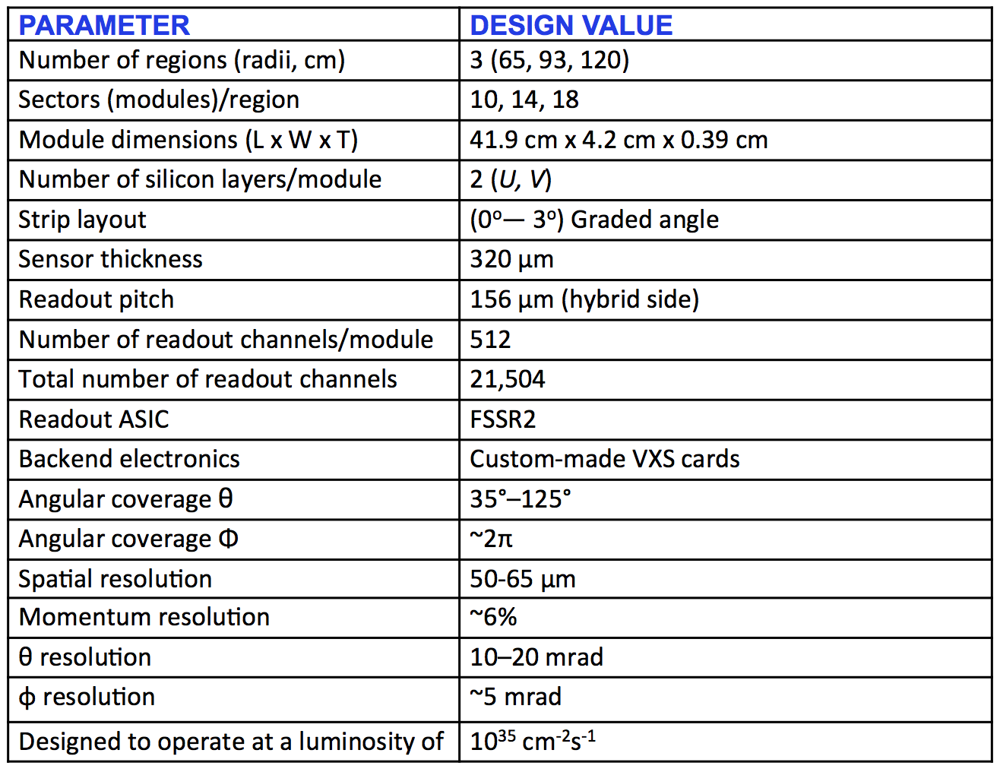 PARAMETER DESIGN VALUE
Number of regions (radii, cm) 3 (65, 93, 120)
Sectors (modules)/region 10, 14, 18
Module dimensions (L x W x T) 41.9 cm x 4.2 cm x 0.39 cm
Number of silicon layers/module 2 (U, V)
Strip layout (0º— 3º) Graded angle
Sensor thickness 320 μm
Readout pitch 156 μm (hybrid side)
Number of readout channels/module 512
Total number of readout channels 21,504
Readout ASIC FSSR2
Backend electronics Custom-made VXS cards
Angular coverage θ 35°–125°
Angular coverage Φ ~2π
Spatial resolution 50-65 μm
Momentum resolution ~6%
θ resolution 10–20 mrad
ϕ resolution ~5 mrad
Designed to operate at a luminosity of 10³⁵ cm⁻²s⁻¹